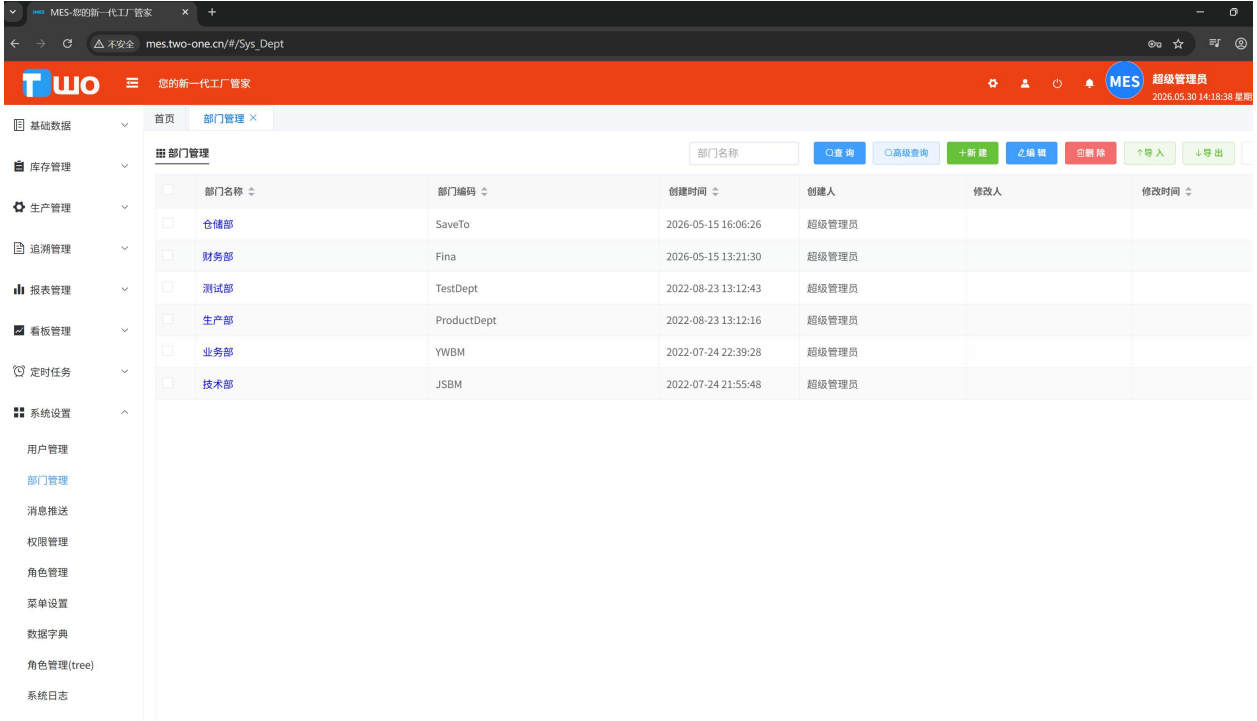 MES-您的新一代工厂管家
不安全 mes.two-one.cn/#/Sys_Dept
Two 您的新一代工厂管家 MES 超级管理员
2026.05.30 14:18:38 星期
基础数据
库存管理
生产管理
追溯管理
报表管理
看板管理
定时任务
系统设置
用户管理
部门管理
消息推送
权限管理
角色管理
菜单设置
数据字典
角色管理(tree)
系统日志
首页 部门管理
部门管理 部门名称 查询 高级查询 新建 编辑 删除 导入 导出
部门名称 部门编码 创建时间 创建人 修改人 修改时间
仓储部 SaveTo 2026-05-15 16:06:26 超级管理员
财务部 Fina 2026-05-15 13:21:30 超级管理员
测试部 TestDept 2022-08-23 13:12:43 超级管理员
生产部 ProductDept 2022-08-23 13:12:16 超级管理员
业务部 YWBM 2022-07-24 22:39:28 超级管理员
技术部 JSBM 2022-07-24 21:55:48 超级管理员